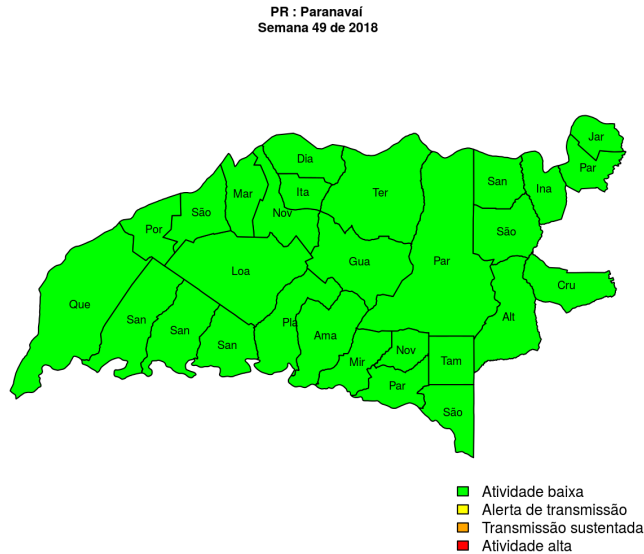 PR : Paranavaí
Semana 49 de 2018
Jar
Dia
Par
Ita
Ter
San
Ina
Mar
São
Nov
Por
São
Gua
Par
Loa
Cru
Que
San
San
Pla
Ama
Alt
San
Nov
Mir
Tam
Par
São
Atividade baixa
Alerta de transmissão
Transmissão sustentada
Atividade alta